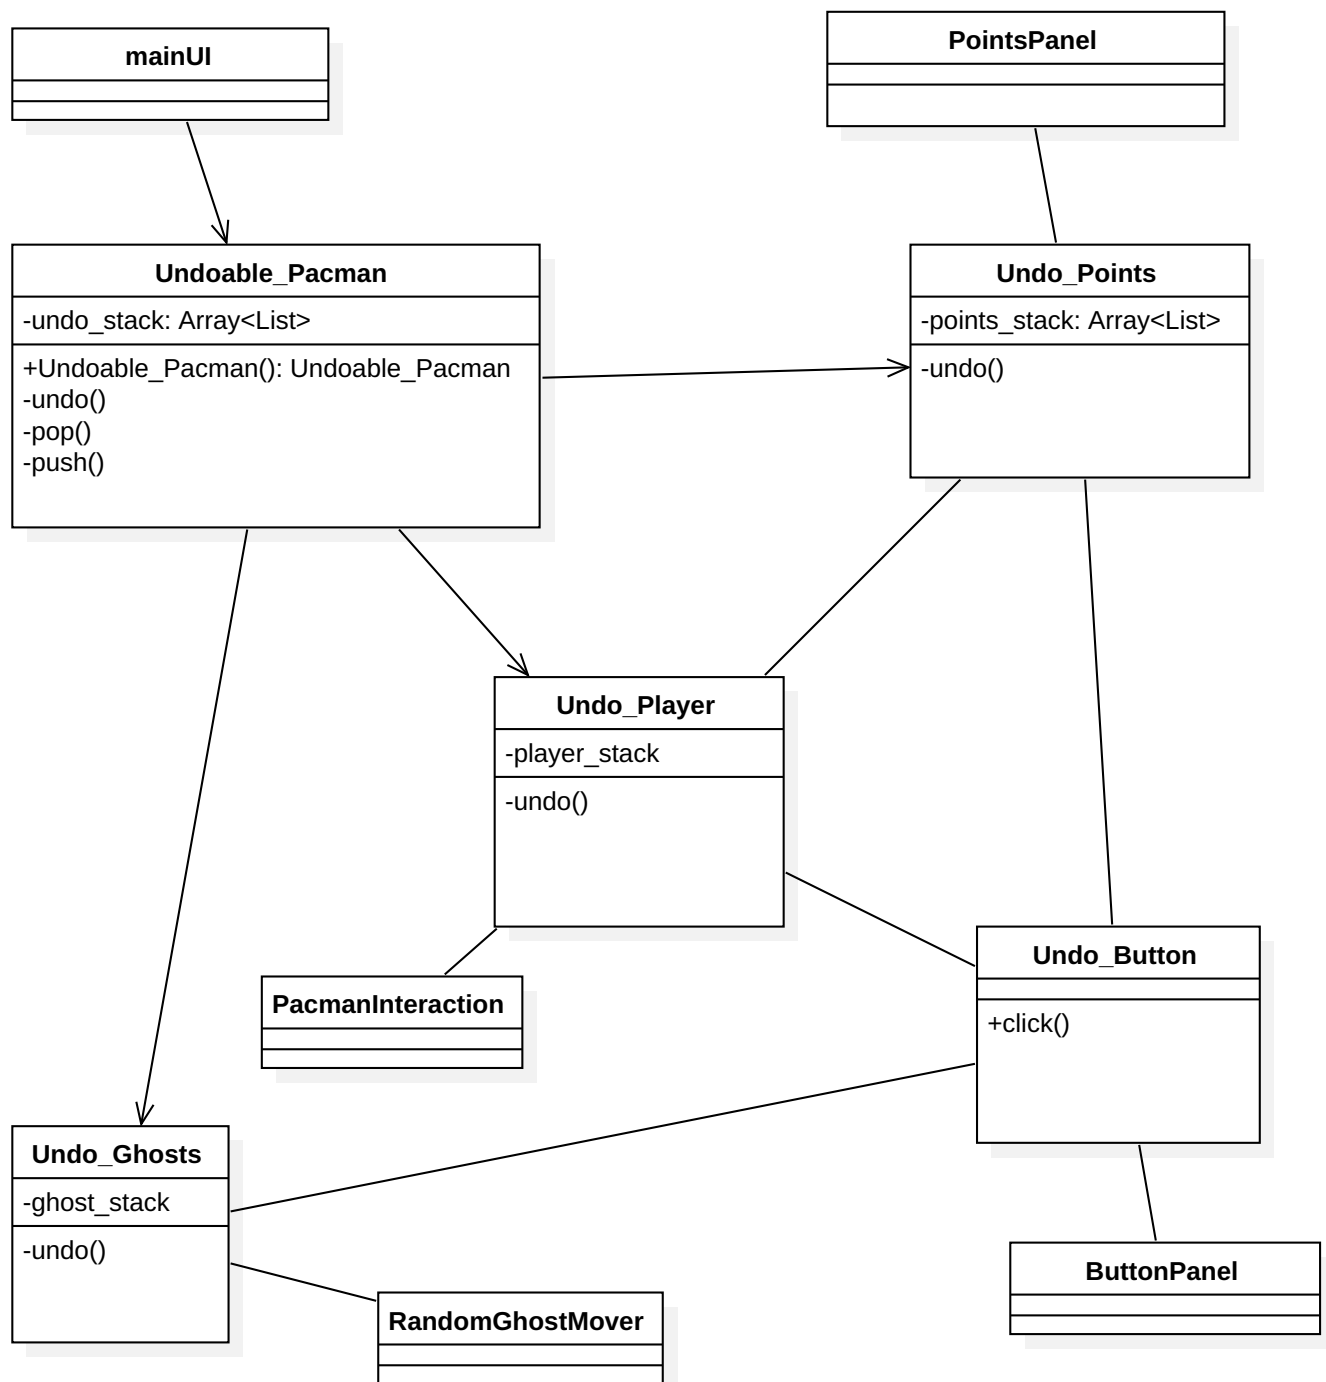 mainUI
PointsPanel
Undoable_Pacman
-undo_stack: Array<List>
+Undoable_Pacman(): Undoable_Pacman
-undo()
-pop()
-push()
Undo_Points
-points_stack: Array<List>
-undo()
Undo_Player
-player_stack
-undo()
Undo_Button
+click()
PacmanInteraction
Undo_Ghosts
-ghost_stack
-undo()
ButtonPanel
RandomGhostMover